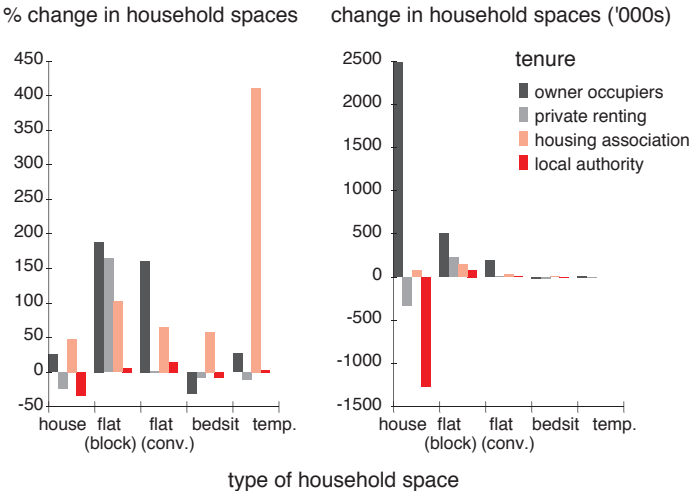 % change in household spaces
change in household spaces ('000s)
450
400
350
300
250
200
150
100
50
0
-50
house flat flat bedsit temp.
(block) (conv.)
2500
2000
1500
1000
500
0
-500
-1000
-1500
house flat flat bedsit temp.
(block) (conv.)
tenure
owner occupiers
private renting
housing association
local authority
type of household space